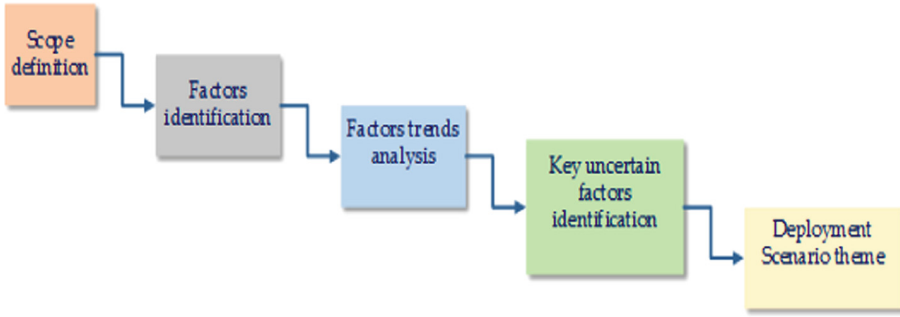 Scope
definition
Factors
identification
Factors trends
analysis
Key uncertain
factors
identification
Deployment
Scenario theme